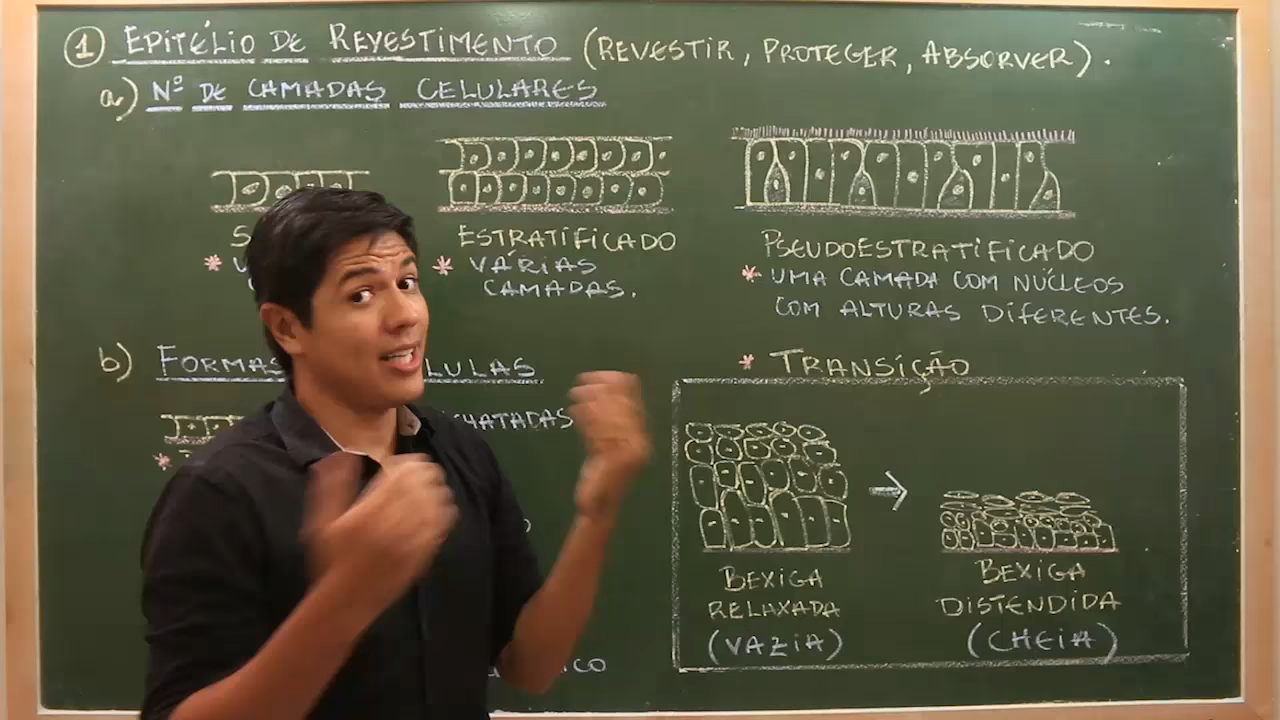 1 EPITÉLIO DE REVESTIMENTO (REVESTIR, PROTEGER, ABSORVER).
a) Nº DE CAMADAS CELULARES
ESTRATIFICADO
* VÁRIAS
CAMADAS.
PSEUDOESTRATIFICADO
* UMA CAMADA COM NÚCLEOS
COM ALTURAS DIFERENTES.
b) FORMAS LULAS
HATADAS
*
* TRANSIÇÃO
BEXIGA
RELAXADA
(VAZIA)
BEXIGA
DISTENDIDA
(CHEIA)